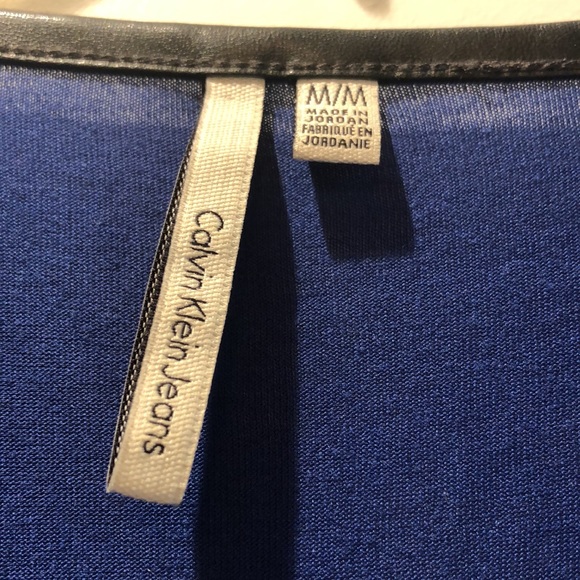 M/M
MADE IN
JORDAN
FABRIQUÉ EN
JORDANIE
Calvin Klein Jeans